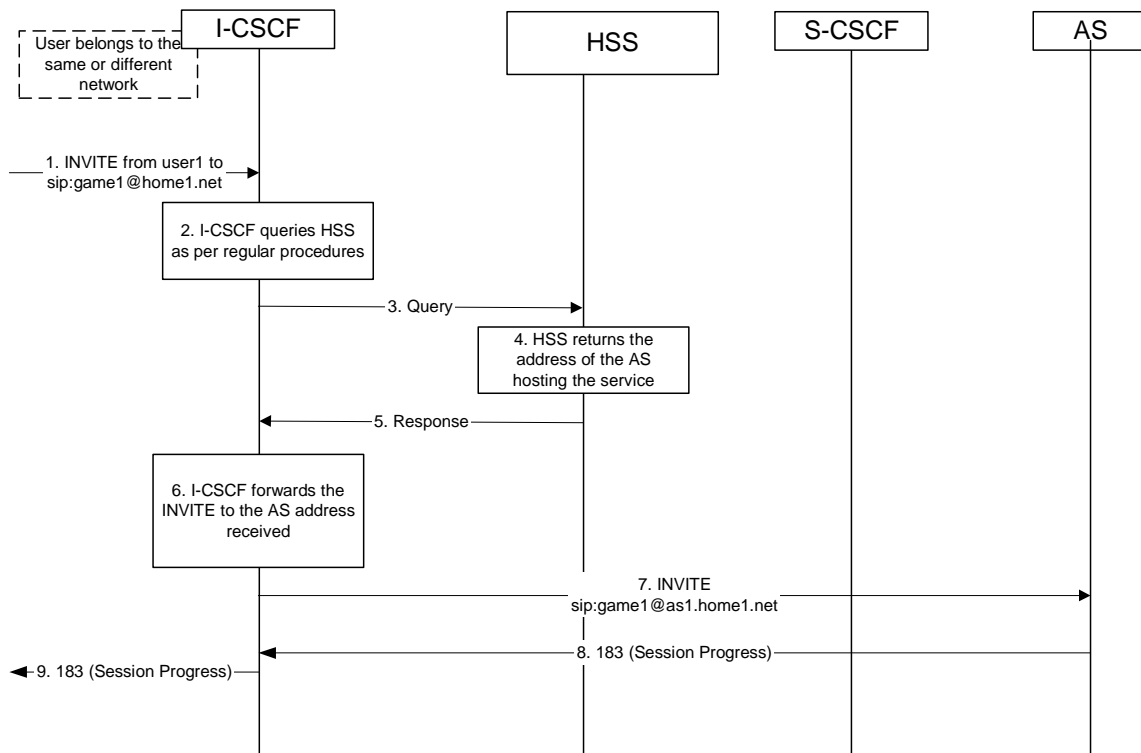 I-CSCF
HSS
S-CSCF
AS
User belongs to the
same or different
network
1. INVITE from user1 to
sip:game1@home1.net
2. I-CSCF queries HSS
as per regular procedures
3. Query
4. HSS returns the
address of the AS
hosting the service
5. Response
6. I-CSCF forwards the
INVITE to the AS address
received
7. INVITE
sip:game1@as1.home1.net
8. 183 (Session Progress)
9. 183 (Session Progress)